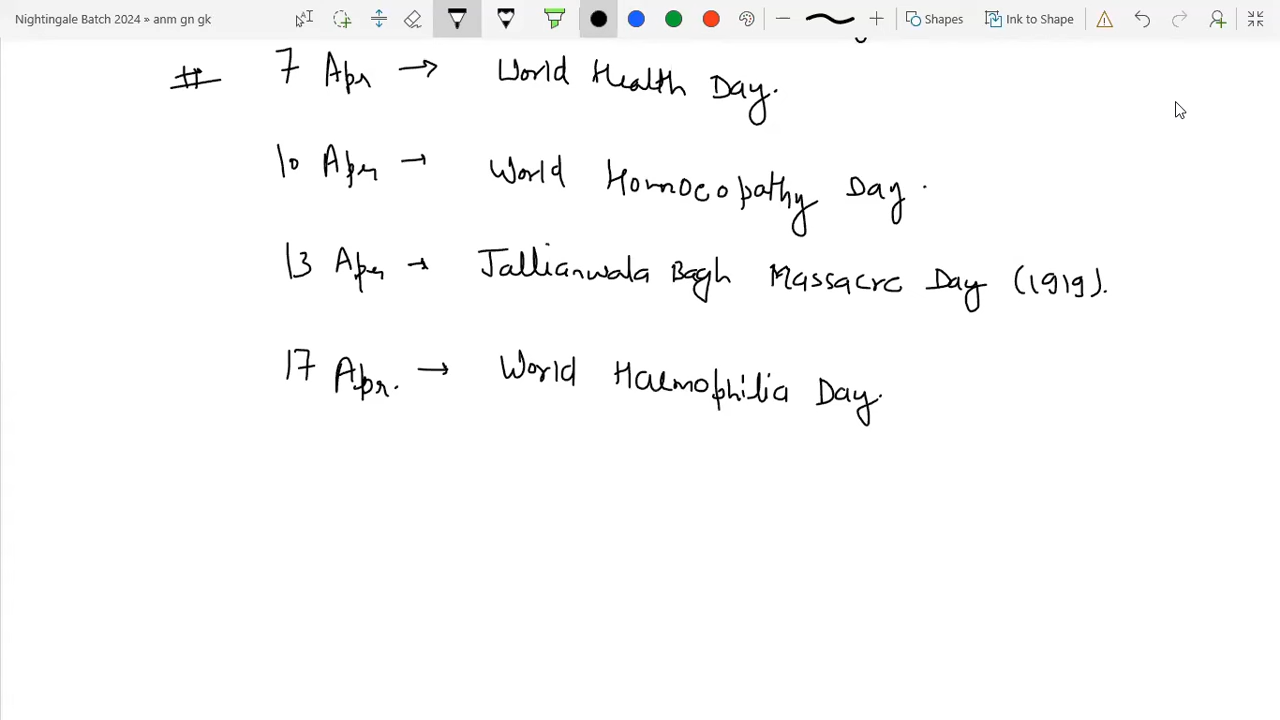 Nightingale Batch 2024 » anm gn gk
Shapes
Ink to Shape
# 7 Apr → World Health Day.
10 Apr → World Homoeopathy Day.
13 Apr → Jallianwala Bagh Massacre Day (1919).
17 Apr. → World Haemophilia Day.